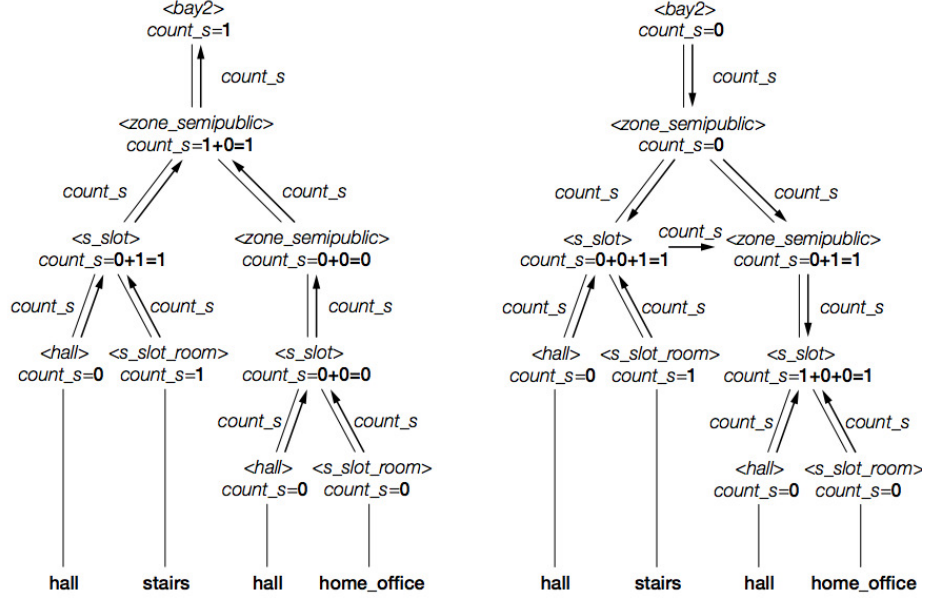 <bay2>
count_s=1
count_s
<zone_semipublic>
count_s=1+0=1
count_s
count_s
<s_slot>
count_s=0+1=1
<zone_semipublic>
count_s=0+0=0
count_s
count_s
count_s
<hall>
count_s=0
<s_slot_room>
count_s=1
<s_slot>
count_s=0+0=0
count_s
count_s
<hall>
count_s=0
<s_slot_room>
count_s=0
hall
stairs
hall
home_office
<bay2>
count_s=0
count_s
<zone_semipublic>
count_s=0
count_s
count_s
<s_slot>
count_s=0+0+1=1
count_s
<zone_semipublic>
count_s=0+1=1
count_s
count_s
count_s
<hall>
count_s=0
<s_slot_room>
count_s=1
<s_slot>
count_s=1+0+0=1
count_s
count_s
<hall>
count_s=0
<s_slot_room>
count_s=0
hall
stairs
hall
home_office